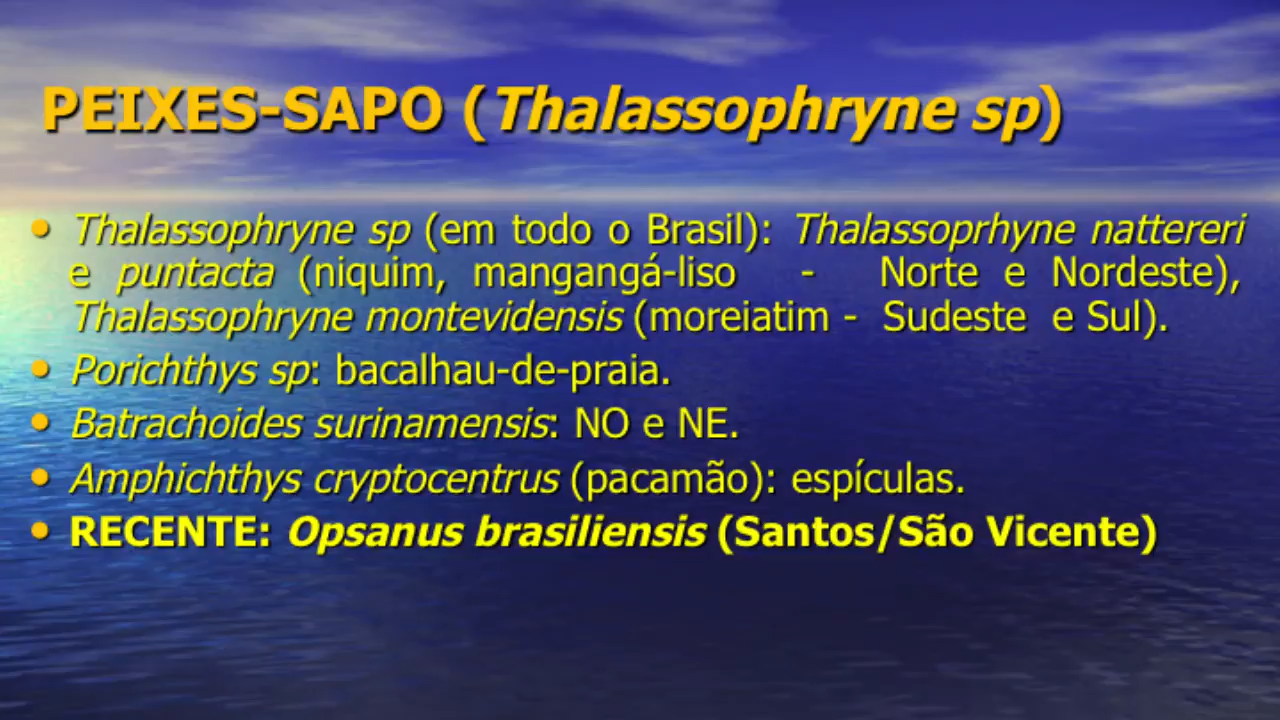 PEIXES-SAPO (Thalassophryne sp)
• Thalassophryne sp (em todo o Brasil): Thalassoprhyne nattereri
e puntacta (niquim, mangangá-liso - Norte e Nordeste),
Thalassophryne montevidensis (moreiatim - Sudeste e Sul).
• Porichthys sp: bacalhau-de-praia.
• Batrachoides surinamensis: NO e NE.
• Amphichthys cryptocentrus (pacamão): espículas.
• RECENTE: Opsanus brasiliensis (Santos/São Vicente)